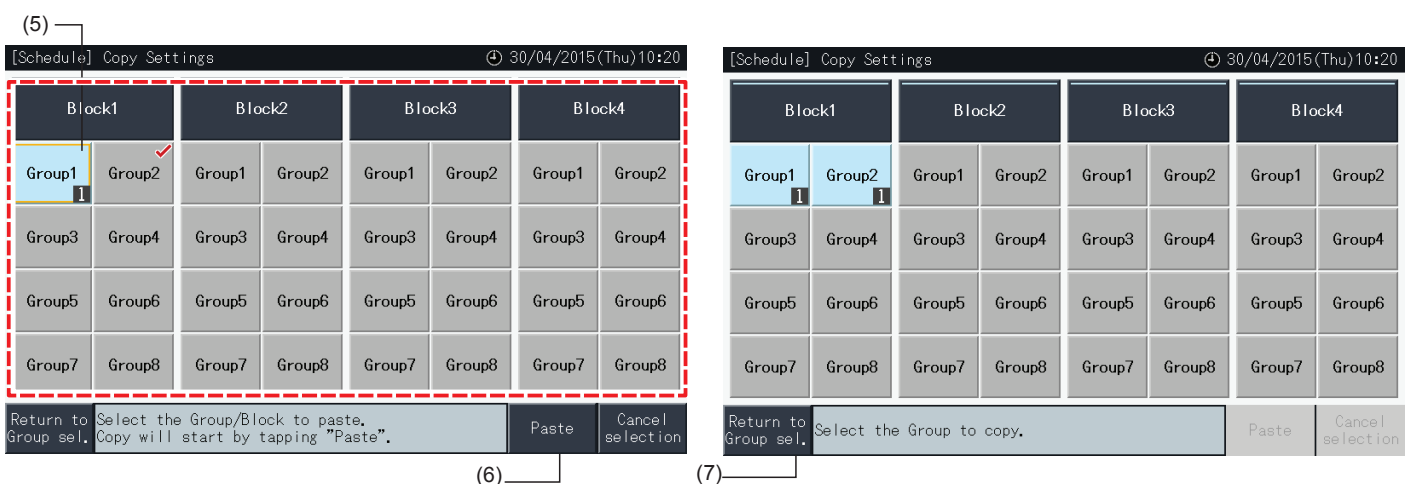 (5)
[Schedule] Copy Settings 30/04/2015(Thu)10:20
Block1 Block2 Block3 Block4
Group1 Group2 Group1 Group2 Group1 Group2 Group1 Group2
1
Group3 Group4 Group3 Group4 Group3 Group4 Group3 Group4
Group5 Group6 Group5 Group6 Group5 Group6 Group5 Group6
Group7 Group8 Group7 Group8 Group7 Group8 Group7 Group8
Return to
Group sel.
Select the Group/Block to paste.
Copy will start by tapping "Paste".
Paste
Cancel
selection
(6)
[Schedule] Copy Settings 30/04/2015(Thu)10:20
Block1 Block2 Block3 Block4
Group1 Group2 Group1 Group2 Group1 Group2 Group1 Group2
1 1
Group3 Group4 Group3 Group4 Group3 Group4 Group3 Group4
Group5 Group6 Group5 Group6 Group5 Group6 Group5 Group6
Group7 Group8 Group7 Group8 Group7 Group8 Group7 Group8
Return to
Group sel.
Select the Group to copy.
Paste
Cancel
selection
(7)